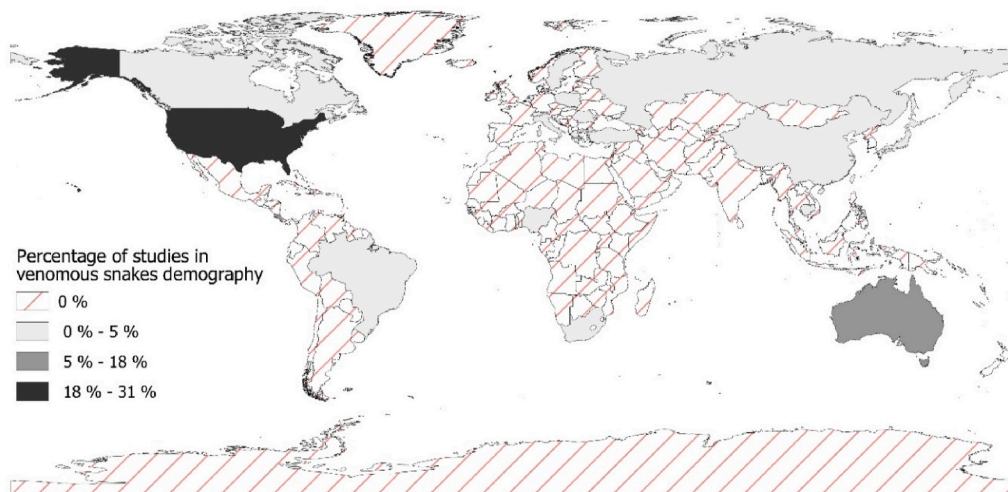 Percentage of studies in
venomous snakes demography
0 %
0 % - 5 %
5 % - 18 %
18 % - 31 %